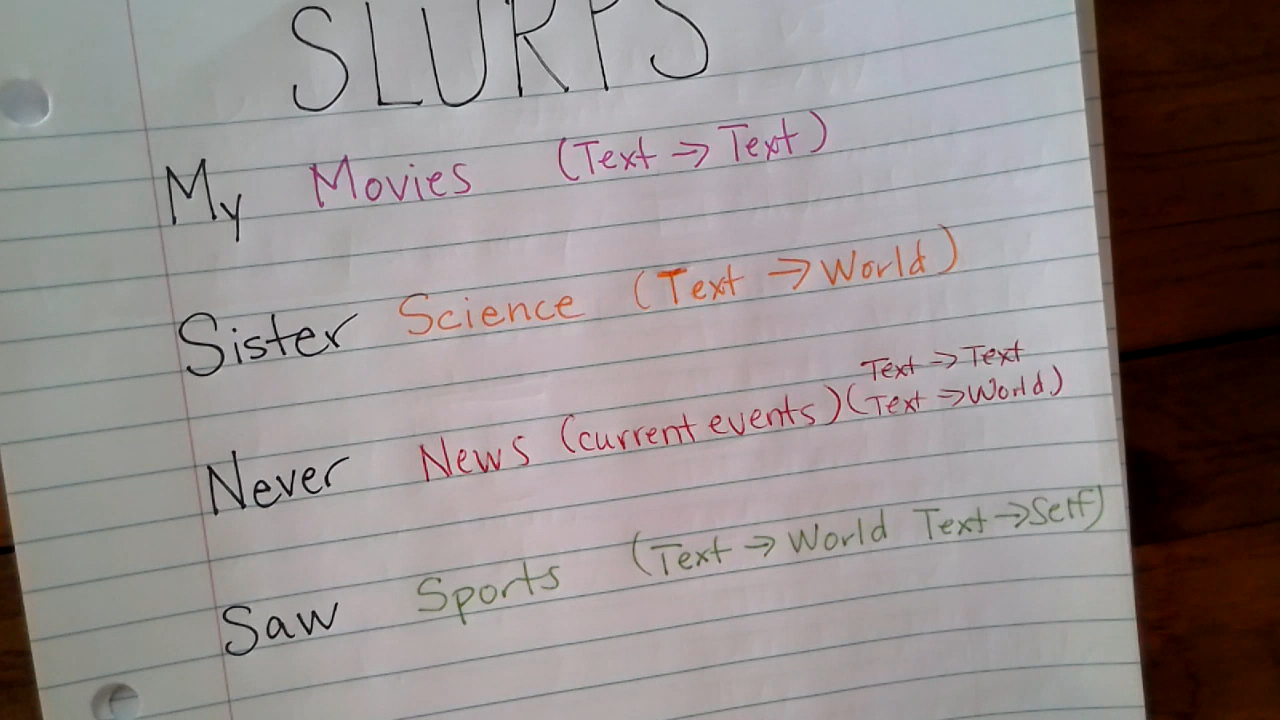 SLURPS
My Movies (Text → Text)
Sister Science (Text → World)
Text → Text
Never News (current events) (Text → World)
Saw Sports (Text → World Text → Self)